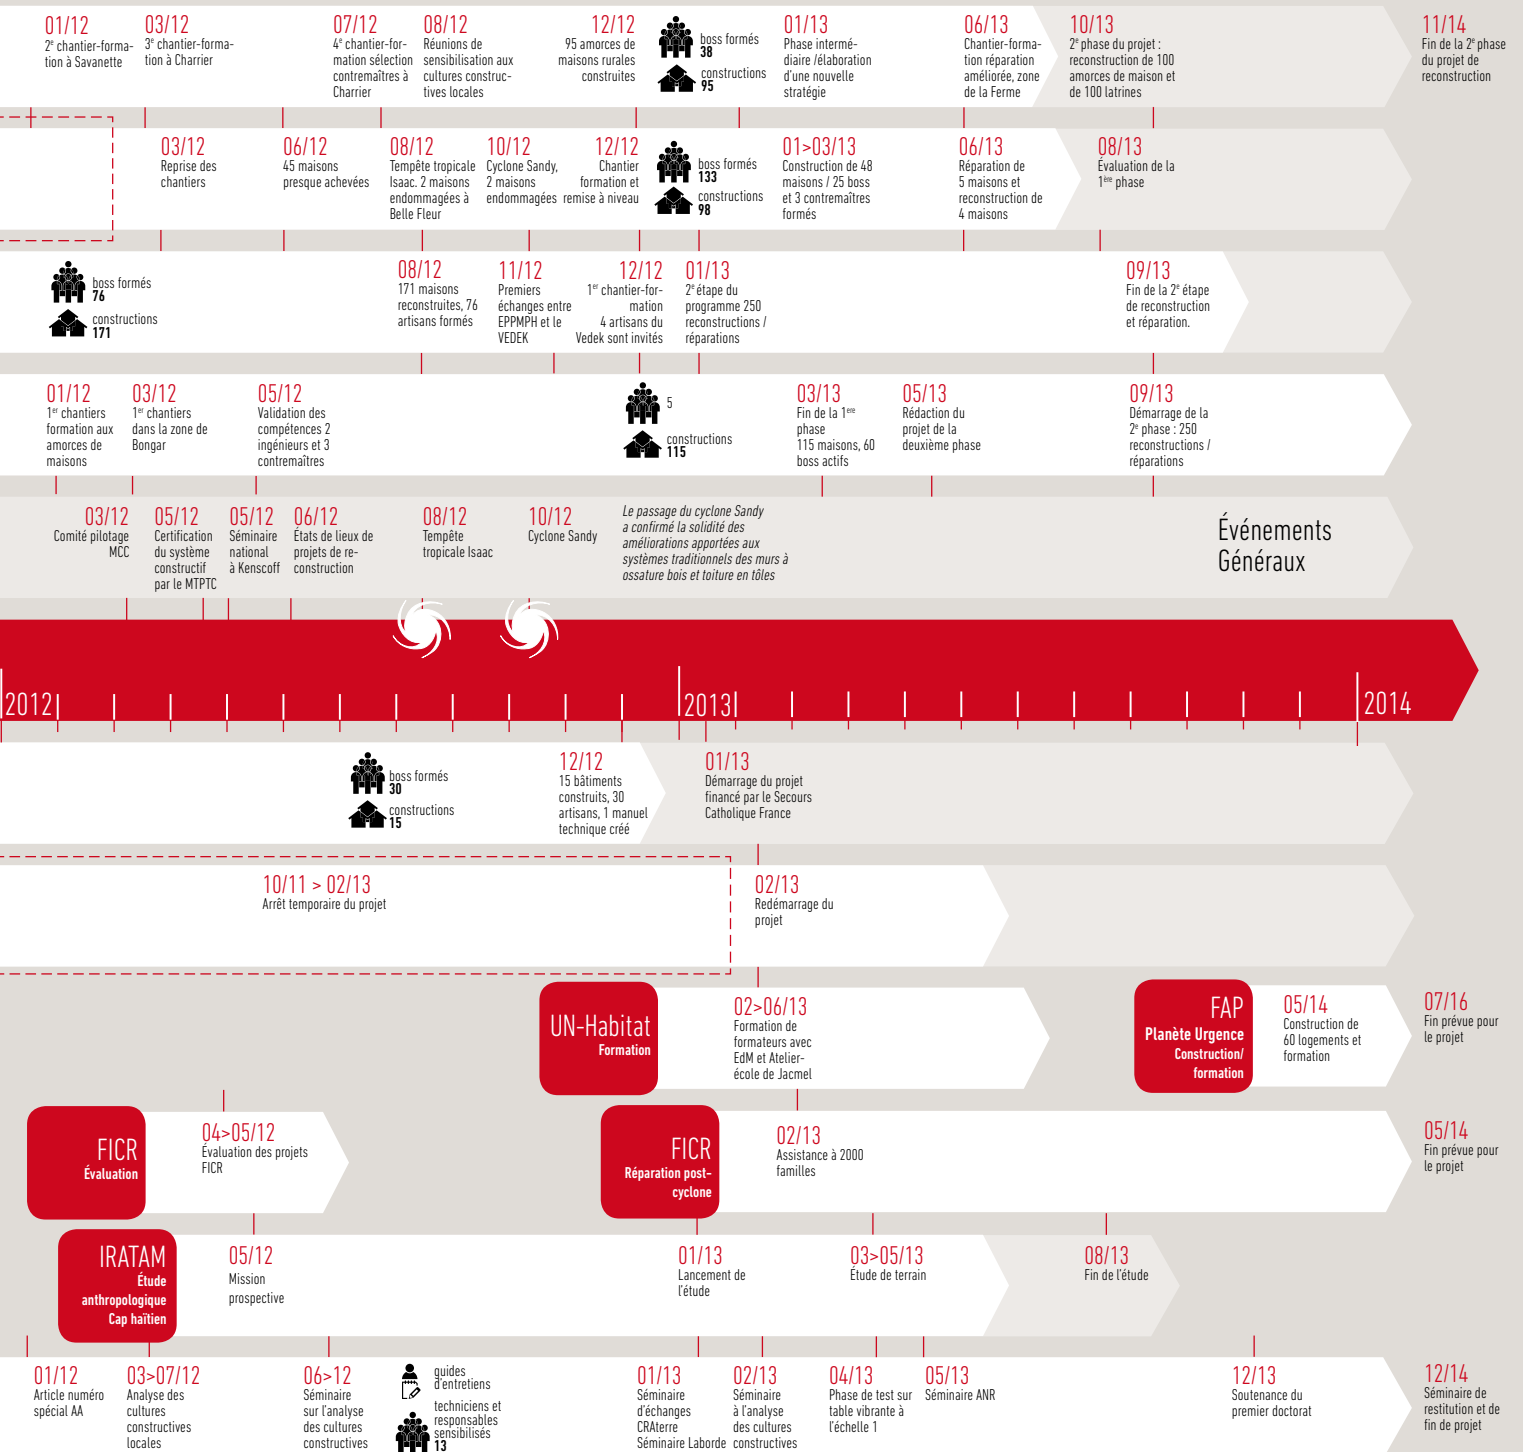 01/12
2e chantier-forma-
tion à Savanette
03/12
3e chantier-forma-
tion à Charrier
07/12
4e chantier-for-
mation sélection
contremaîtres à
Charrier
08/12
Réunions de
sensibilisation aux
cultures construc-
tives locales
12/12
95 amorces de
maisons rurales
construites
boss formés
38
constructions
95
01/13
Phase intermé-
diaire /élaboration
d'une nouvelle
stratégie
06/13
Chantier-forma-
tion réparation
améliorée, zone
de la Ferme
10/13
2e phase du projet :
reconstruction de 100
amorces de maison et
de 100 latrines
11/14
Fin de la 2e phase
du projet de
reconstruction
03/12
Reprise des
chantiers
06/12
45 maisons
presque achevées
08/12
Tempête tropicale
Isaac. 2 maisons
endommagées à
Belle Fleur
10/12
Cyclone Sandy,
2 maisons
endommagées
12/12
Chantier
formation et
remise à niveau
boss formés
133
constructions
98
01>03/13
Construction de 48
maisons / 25 boss
et 3 contremaîtres
formés
06/13
Réparation de
5 maisons et
reconstruction de
4 maisons
08/13
Évaluation de la
1ère phase
boss formés
76
constructions
171
08/12
171 maisons
reconstruites, 76
artisans formés
11/12
Premiers
échanges entre
EPPMPH et le
VEDEK
12/12
1er chantier-for-
mation
4 artisans du
Vedek sont invités
01/13
2e étape du
programme 250
reconstructions /
réparations
09/13
Fin de la 2e étape
de reconstruction
et réparation.
01/12
1er chantiers
formation aux
amorces de
maisons
03/12
1er chantiers
dans la zone de
Bongar
05/12
Validation des
compétences 2
ingénieurs et 3
contremaîtres
5
constructions
115
03/13
Fin de la 1ere
phase
115 maisons, 60
boss actifs
05/13
Rédaction du
projet de la
deuxième phase
09/13
Démarrage de la
2e phase : 250
reconstructions /
réparations
03/12
Comité pilotage
MCC
05/12
Certification
du système
constructif
par le MTPTC
05/12
Séminaire
national
à Kenscoff
06/12
États de lieux de
projets de re-
construction
08/12
Tempête
tropicale Isaac
10/12
Cyclone Sandy
Le passage du cyclone Sandy
a confirmé la solidité des
améliorations apportées aux
systèmes traditionnels des murs à
ossature bois et toiture en tôles
Événements
Généraux
2012
2013
2014
boss formés
30
constructions
15
12/12
15 bâtiments
construits, 30
artisans, 1 manuel
technique créé
01/13
Démarrage du projet
financé par le Secours
Catholique France
10/11 > 02/13
Arrêt temporaire du projet
02/13
Redémarrage du
projet
UN-Habitat
Formation
02>06/13
Formation de
formateurs avec
EdM et Atelier-
école de Jacmel
FAP
Planète Urgence
Construction/
formation
05/14
Construction de
60 logements et
formation
07/16
Fin prévue pour
le projet
FICR
Évaluation
04>05/12
Évaluation des projets
FICR
FICR
Réparation post-
cyclone
02/13
Assistance à 2000
familles
05/14
Fin prévue pour
le projet
IRATAM
Étude
anthropologique
Cap haïtien
05/12
Mission
prospective
01/13
Lancement de
l'étude
03>05/13
Étude de terrain
08/13
Fin de l'étude
01/12
Article numéro
spécial AA
03>07/12
Analyse des
cultures
constructives
locales
06>12
Séminaire
sur l'analyse
des cultures
constructives
guides
d'entretiens
techniciens et
responsables
sensibilisés
13
01/13
Séminaire
d'échanges
CRAterre
Séminaire Laborde
02/13
Séminaire
à l'analyse
des cultures
constructives
04/13
Phase de test sur
table vibrante à
l'échelle 1
05/13
Séminaire ANR
12/13
Soutenance du
premier doctorat
12/14
Séminaire de
restitution et de
fin de projet